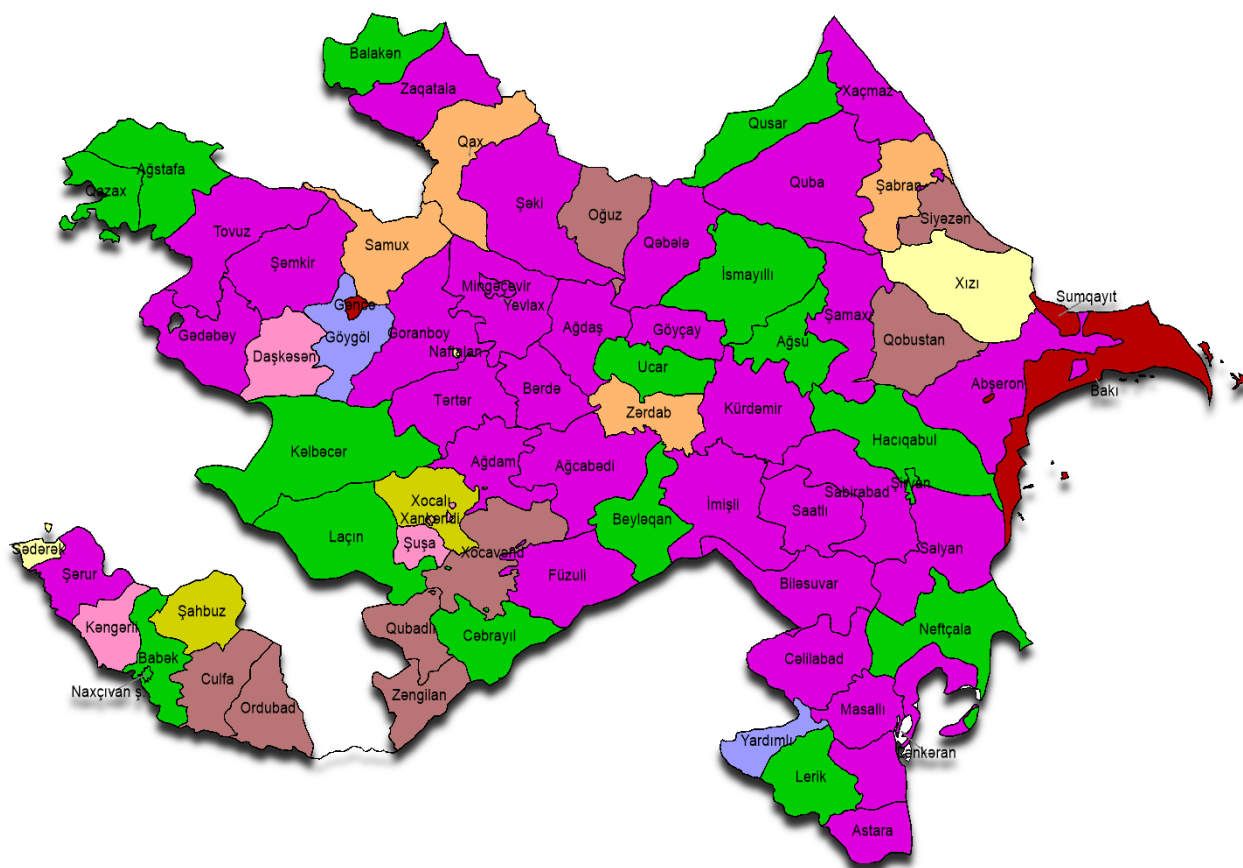 Balakən
Zaqatala
Xaçmaz
Qusar
Qax
Ağstafa
Qazax
Quba
Şabran
Şəki
Oğuz
Siyəzən
Tovuz
Samux
Qəbələ
Şəmkir
İsmayıllı
Xızı
Mingəçevir
Sumqayıt
Gəncə
Yevlax
Şamaxı
Gədəbəy
Daşkəsən
Göygöl
Goranboy
Ağdaş
Göyçay
Ağsu
Qobustan
Naftalan
Ucar
Abşeron
Bakı
Tərtər
Bərdə
Zərdab
Kürdəmir
Hacıqabul
Kəlbəcər
Ağdam
Ağcabədi
Sabirabad
Şirvan
Xocalı
Xankəndi
İmişli
Saatlı
Beyləqan
Laçın
Şuşa
Xocavənd
Salyan
Sədərək
Şərur
Füzuli
Biləsuvar
Şahbuz
Kəngərli
Qubadlı
Cəbrayıl
Neftçala
Babək
Cəlilabad
Culfa
Naxçıvan ş.
Zəngilan
Ordubad
Masallı
Yardımlı
Lənkəran
Lerik
Astara